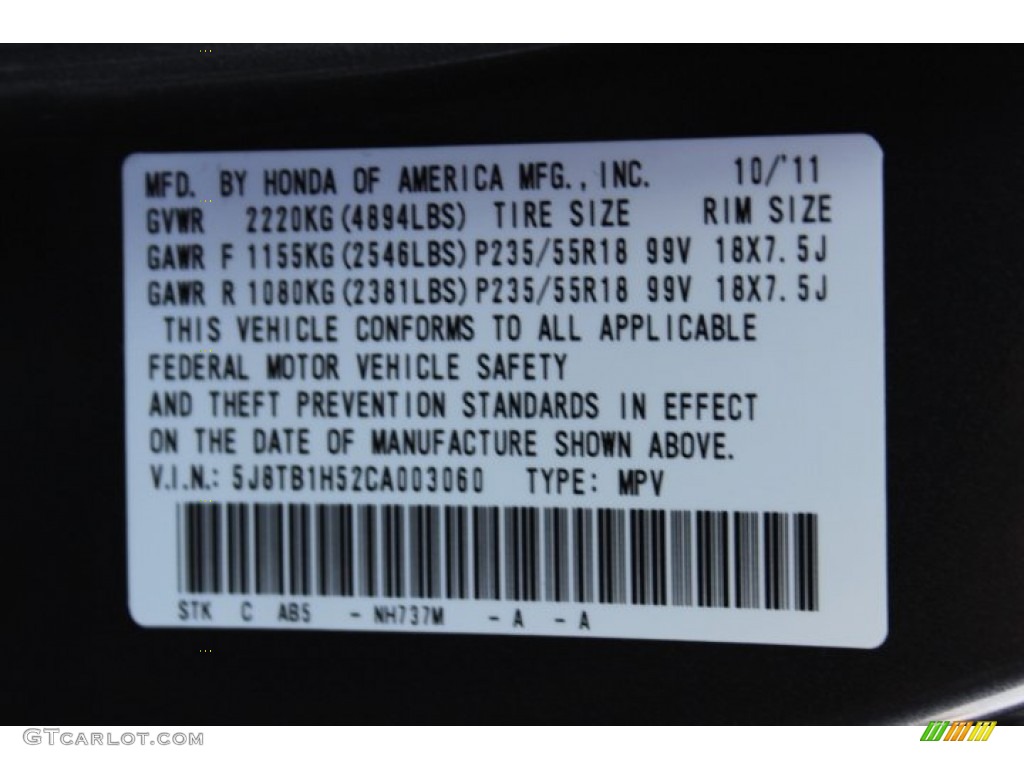 MFD. BY HONDA OF AMERICA MFG., INC. 10/'11
GVWR 2220KG(4894LBS) TIRE SIZE RIM SIZE
GAWR F 1155KG(2546LBS) P235/55R18 99V 18X7.5J
GAWR R 1080KG(2381LBS) P235/55R18 99V 18X7.5J
THIS VEHICLE CONFORMS TO ALL APPLICABLE
FEDERAL MOTOR VEHICLE SAFETY
AND THEFT PREVENTION STANDARDS IN EFFECT
ON THE DATE OF MANUFACTURE SHOWN ABOVE.
V.I.N.: 5J8TB1H52CA003060 TYPE: MPV
STK C AB5 - NH737M - A - A
GTCARLOT.COM